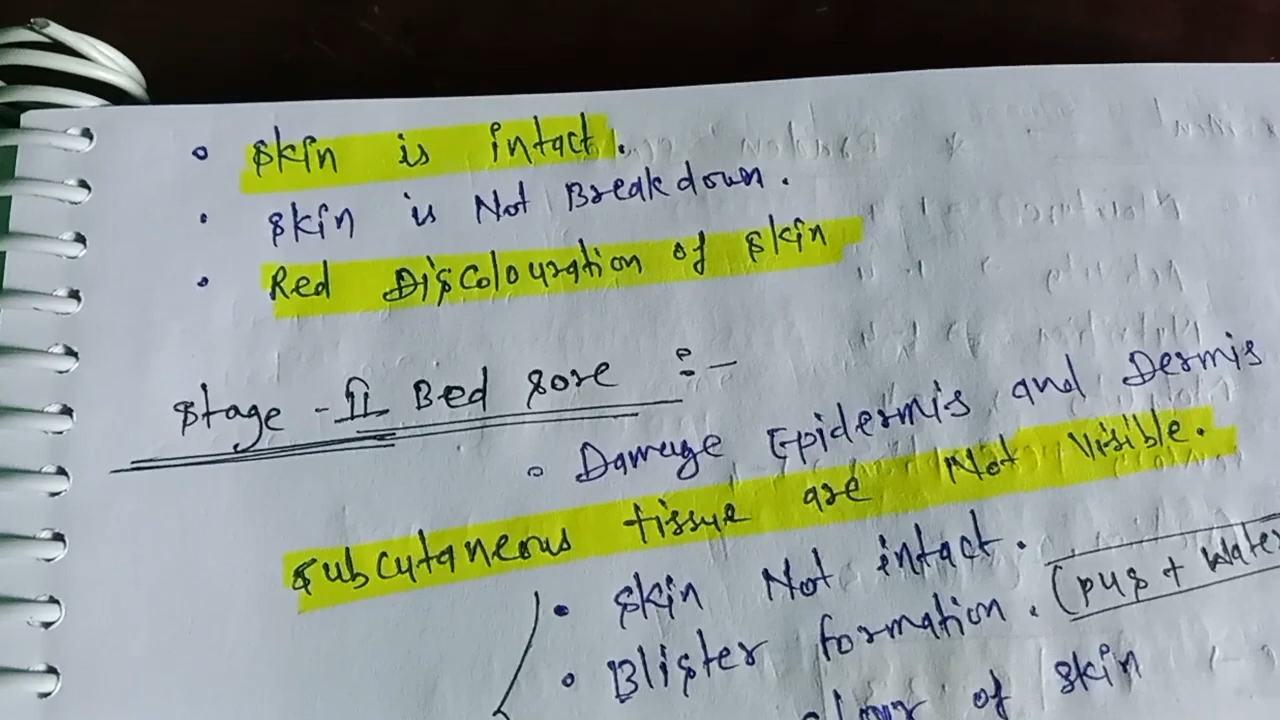 • Skin is intact.
• Skin is Not Breakdown.
• Red Discolouration of Skin
Stage - II Bed Sore :-
• Damage Epidermis and Dermis
Subcutaneous tissue are Not Visible.
• Skin Not intact.
• Blister formation. (pus + Water
of skin